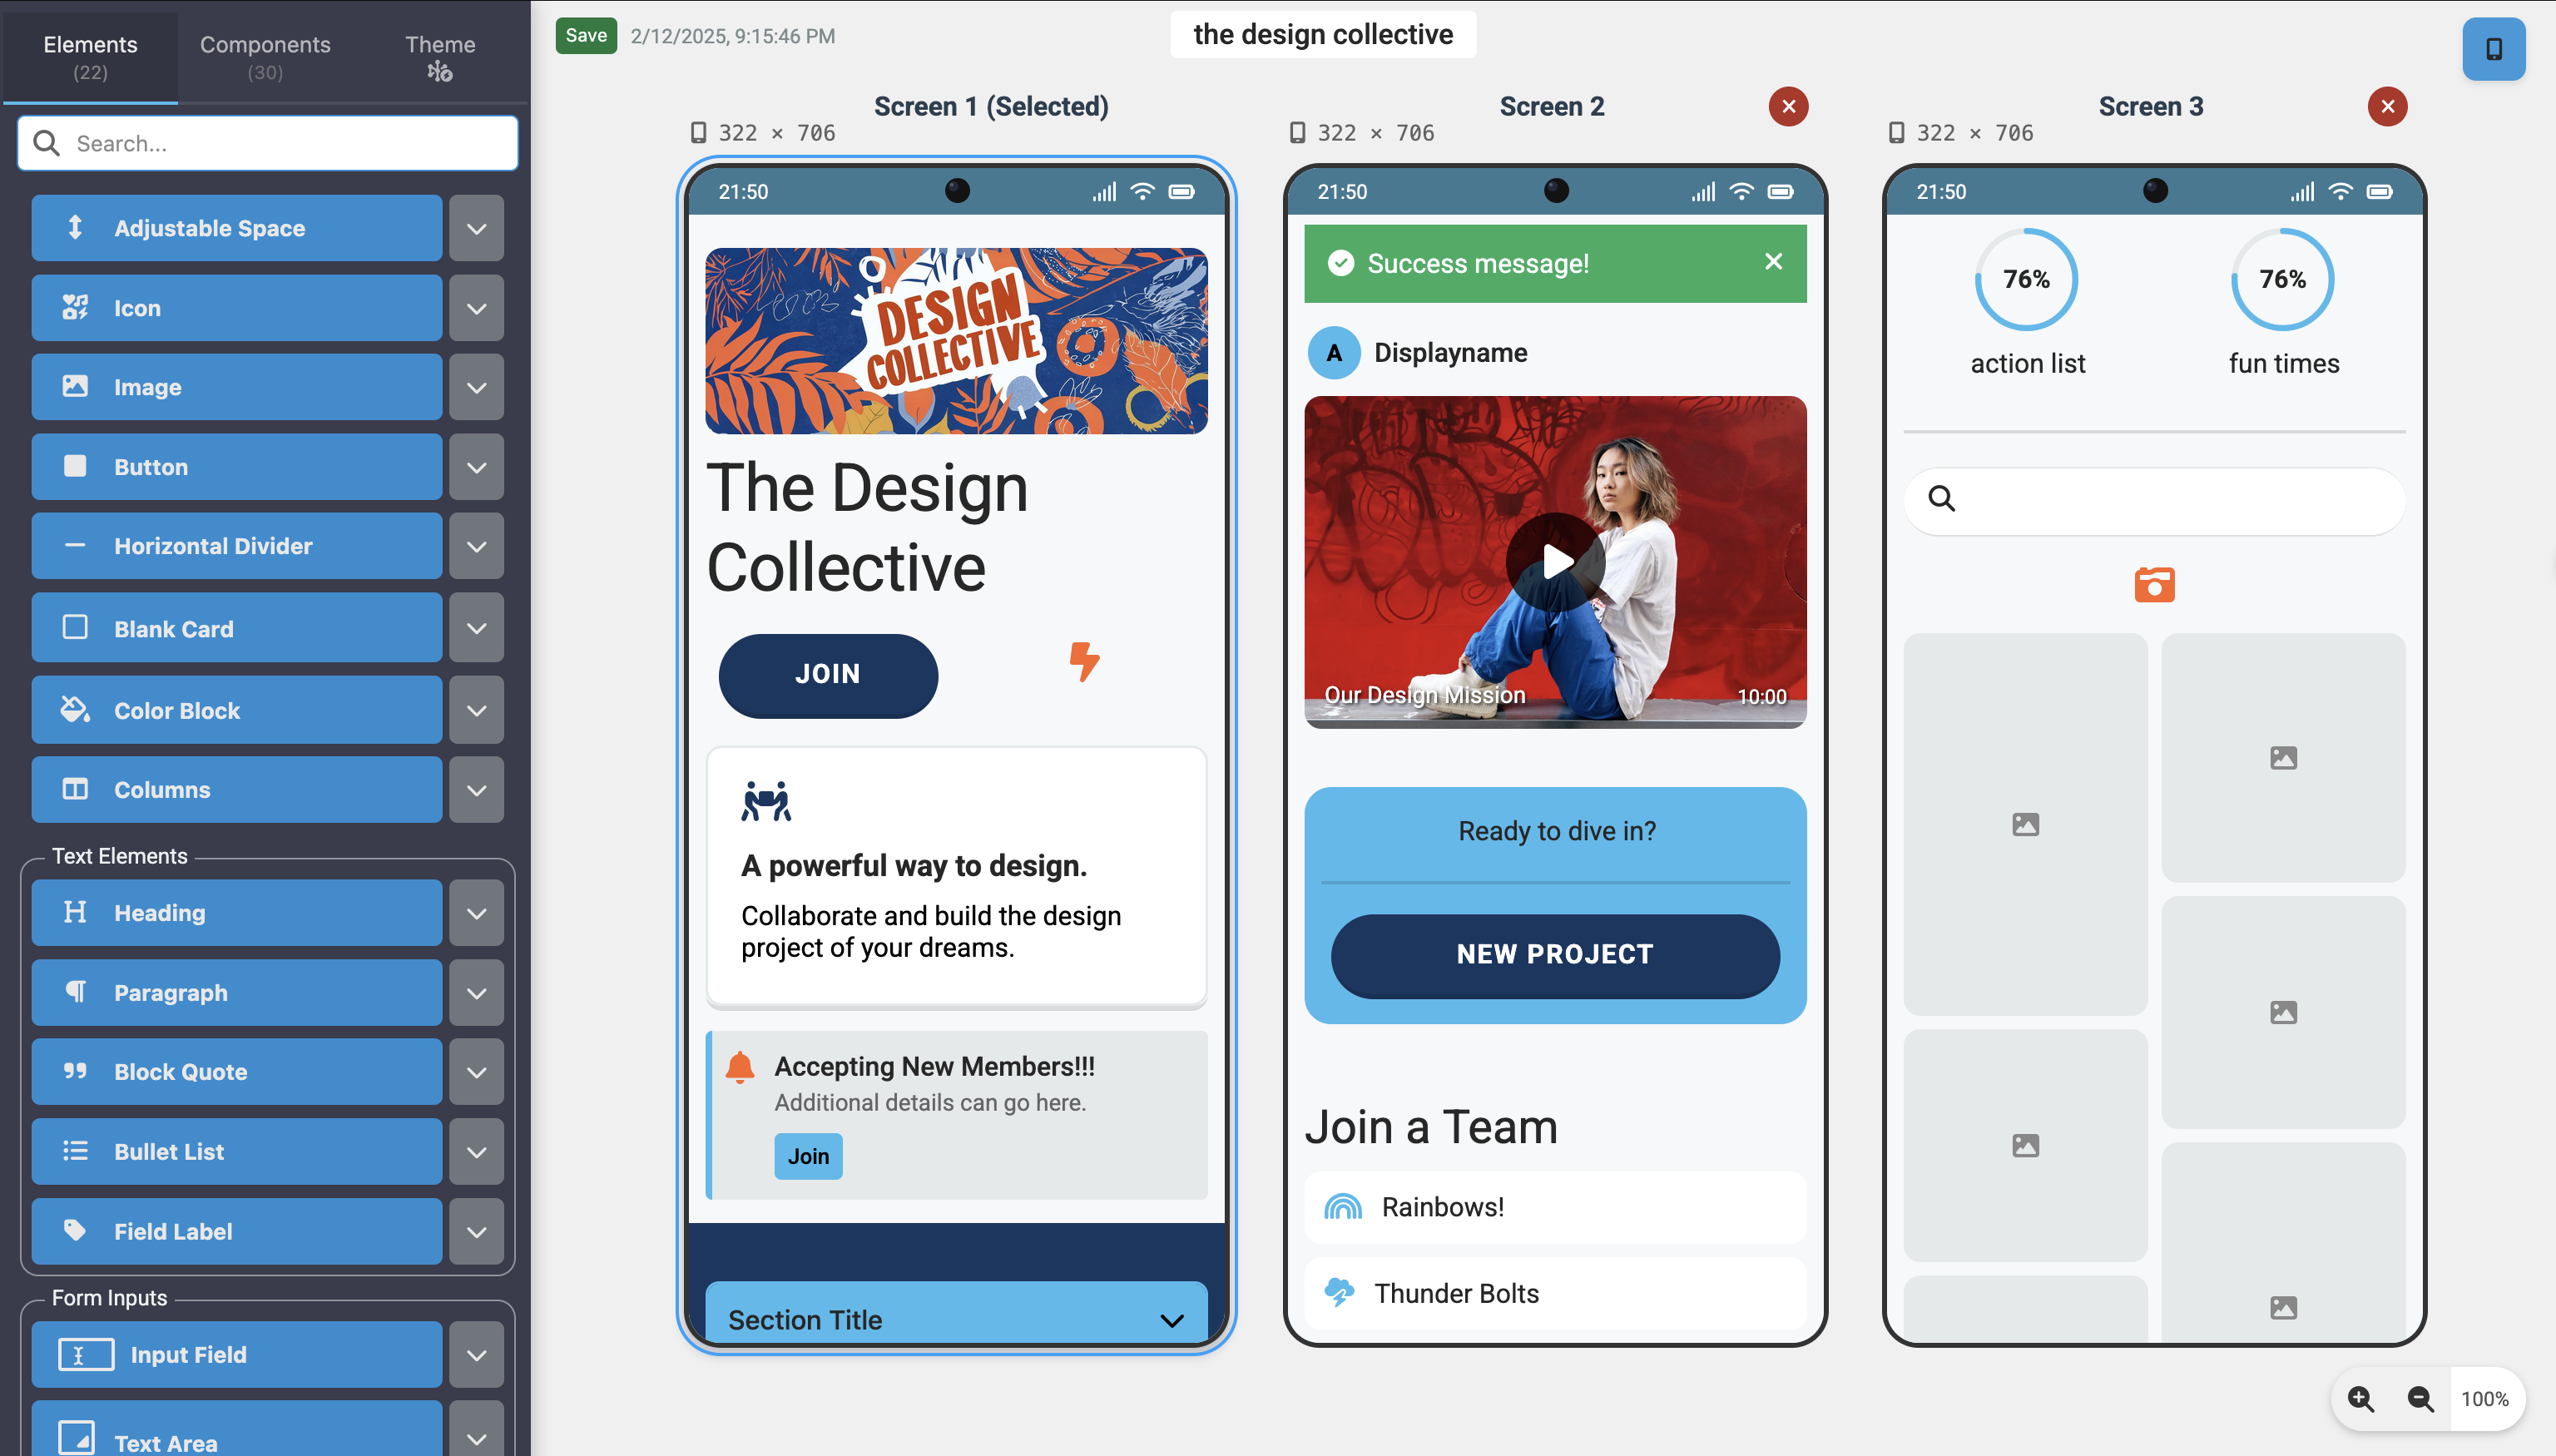 Elements
(22)
Components
(30)
Theme
Search...
Adjustable Space
Icon
Image
Button
Horizontal Divider
Blank Card
Color Block
Columns
Text Elements
Heading
Paragraph
Block Quote
Bullet List
Field Label
Form Inputs
Input Field
Text Area
Save 2/12/2025, 9:15:46 PM
the design collective
Screen 1 (Selected)
322 × 706
21:50
DESIGN
COLLECTIVE
The Design
Collective
JOIN
A powerful way to design.
Collaborate and build the design
project of your dreams.
Accepting New Members!!!
Additional details can go here.
Join
Section Title
Screen 2
322 × 706
21:50
Success message!
A Displayname
Our Design Mission 10:00
Ready to dive in?
NEW PROJECT
Join a Team
Rainbows!
Thunder Bolts
Screen 3
322 × 706
21:50
76% 76%
action list fun times
100%